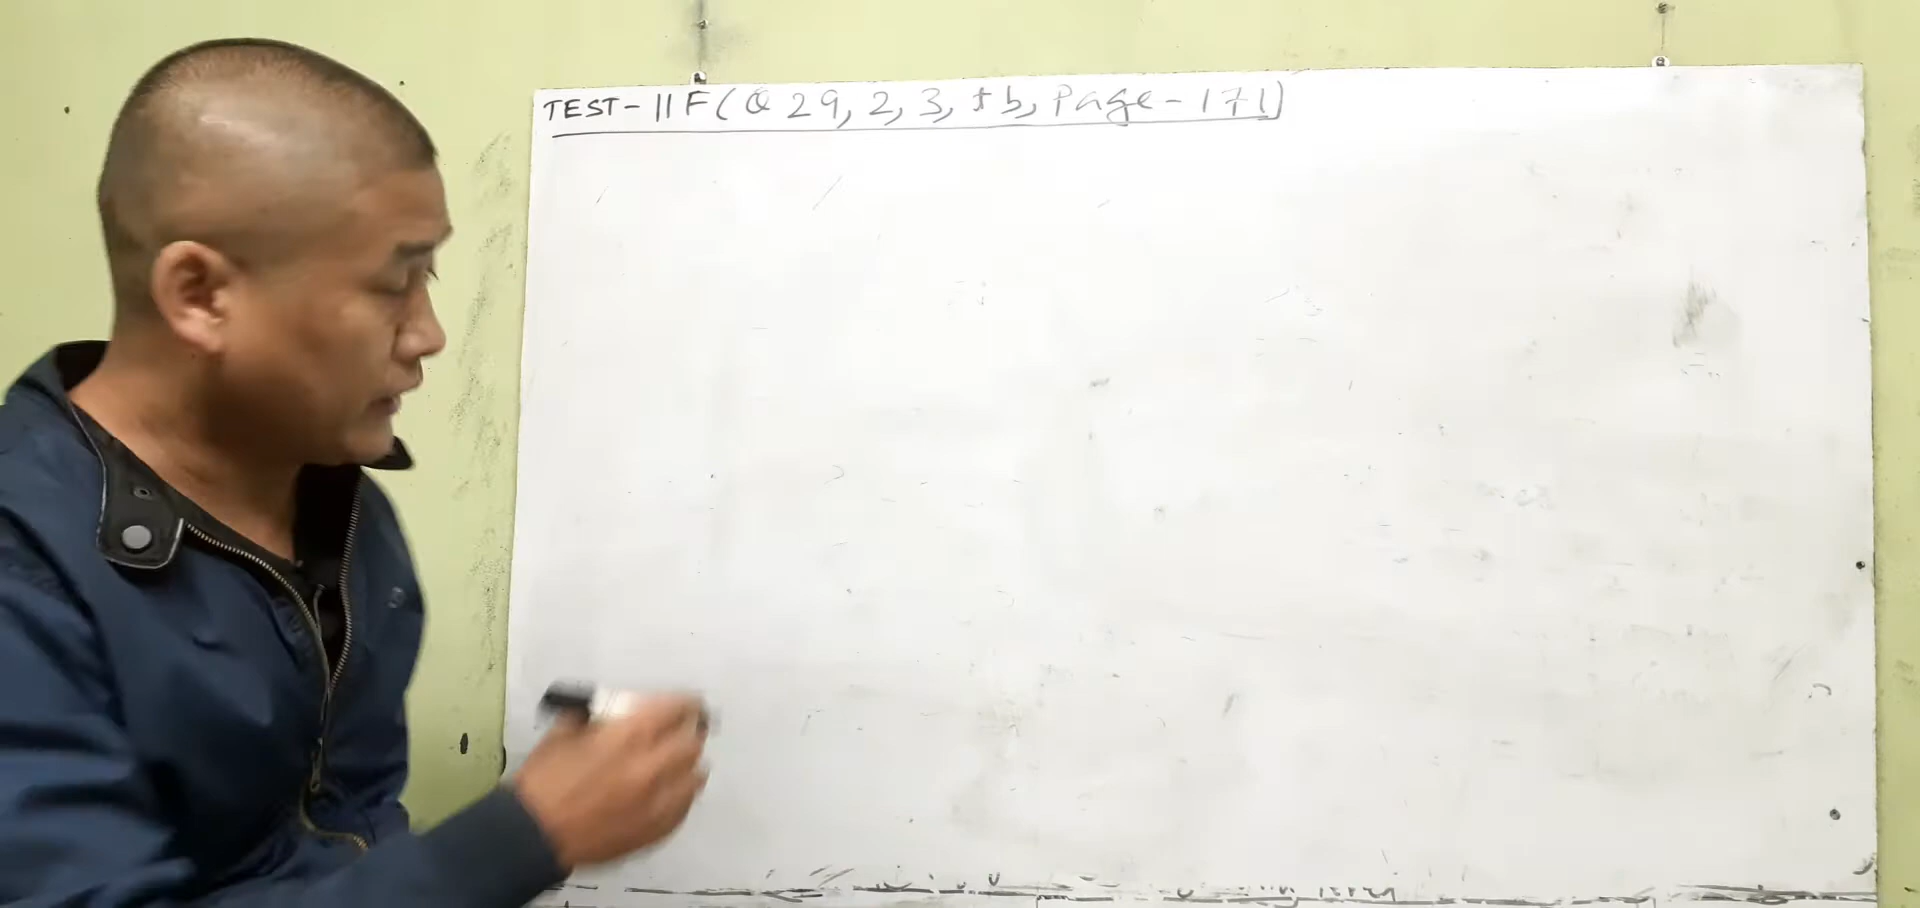 TEST-11F (Q 29, 2, 3, tb, Page-171)